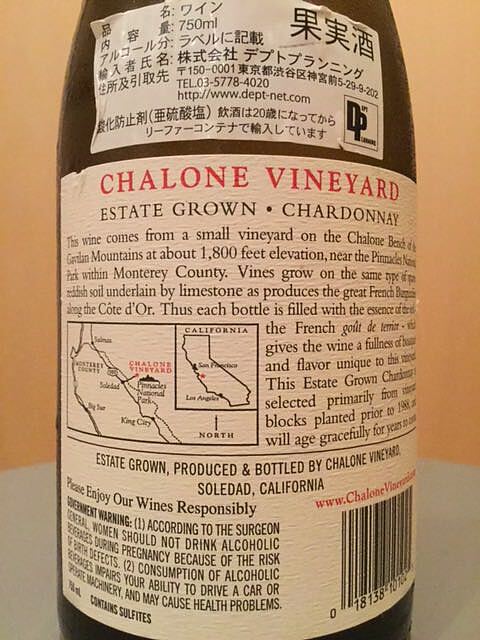 品名: ワイン
果実酒
内容量: 750ml
アルコール分: ラベルに記載
輸入者氏名: 株式会社 デプトプランニング
住所及引取先 〒150-0001 東京都渋谷区神宮前5-29-9-202
TEL.03-5778-4020
http://www.dept-net.com
酸化防止剤(亜硫酸塩) 飲酒は20歳になってから
リーファーコンテナで輸入しています
DP
CHALONE VINEYARD
ESTATE GROWN • CHARDONNAY
This wine comes from a small vineyard on the Chalone Bench of the
Gavilan Mountains at about 1,800 feet elevation, near the Pinnacles National
Park within Monterey County. Vines grow on the same type of
reddish soil underlain by limestone as produces the great French
along the Côte d'Or. Thus each bottle is filled with the essence of
the French goût de terroir - which
gives the wine a fullness of
and flavor unique to this
This Estate Grown Chardonnay
selected primarily from
blocks planted prior to
will age gracefully for years to
Salinas
MONTEREY
COUNTY
CHALONE
VINEYARD
Soledad
Pinnacles
National
Park
Big Sur
King City
CALIFORNIA
San Francisco
Los Angeles
NORTH
ESTATE GROWN, PRODUCED & BOTTLED BY CHALONE VINEYARD,
SOLEDAD, CALIFORNIA
Please Enjoy Our Wines Responsibly
www.ChaloneVineyard
GOVERNMENT WARNING: (1) ACCORDING TO THE SURGEON
GENERAL, WOMEN SHOULD NOT DRINK ALCOHOLIC
BEVERAGES DURING PREGNANCY BECAUSE OF THE RISK
OF BIRTH DEFECTS. (2) CONSUMPTION OF ALCOHOLIC
BEVERAGES IMPAIRS YOUR ABILITY TO DRIVE A CAR OR
OPERATE MACHINERY, AND MAY CAUSE HEALTH PROBLEMS.
750 ml CONTAINS SULFITES
0 18138 10102